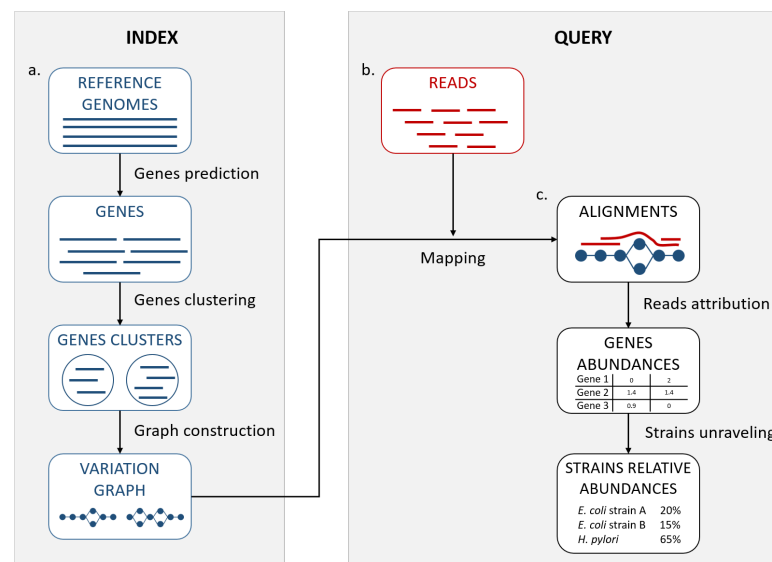 INDEX
a.
REFERENCE
GENOMES
Genes prediction
GENES
Genes clustering
GENES CLUSTERS
Graph construction
VARIATION
GRAPH
QUERY
b.
READS
Mapping
c.
ALIGNMENTS
Reads attribution
GENES
ABUNDANCES
Gene 1 0 2
Gene 2 1.4 1.4
Gene 3 0.9 0
Strains unraveling
STRAINS RELATIVE
ABUNDANCES
E. coli strain A 20%
E. coli strain B 15%
H. pylori 65%